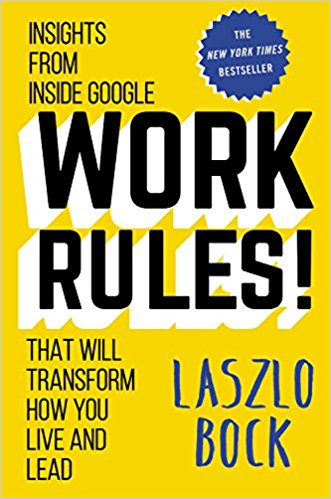 INSIGHTS
FROM
INSIDE GOOGLE
THE
NEW YORK TIMES
BESTSELLER
WORK
RULES!
THAT WILL
TRANSFORM
HOW YOU
LIVE AND
LEAD
LASZLO
BOCK